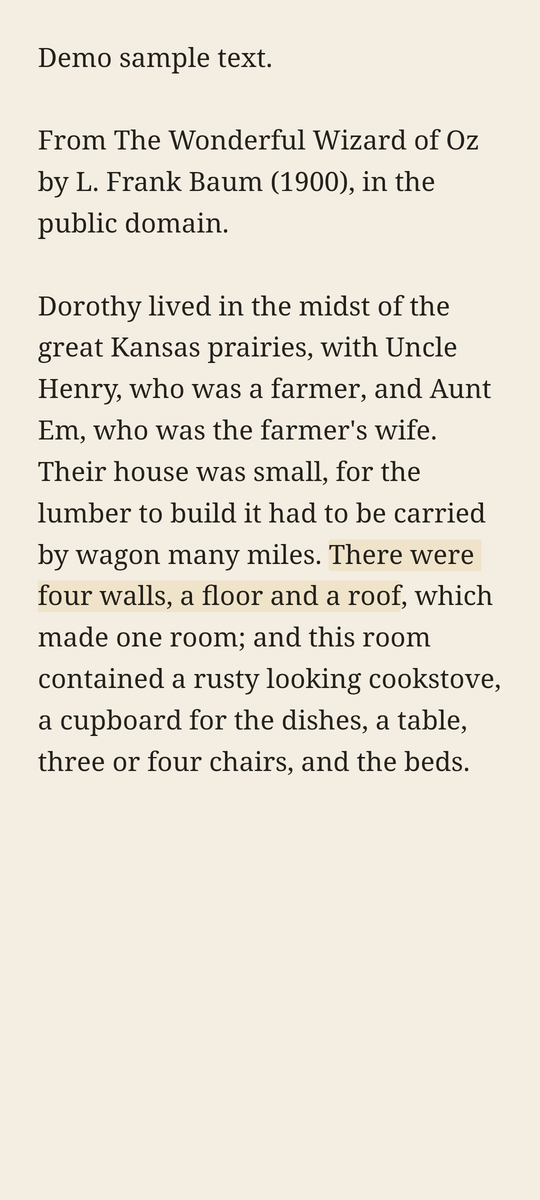 Demo sample text.
From The Wonderful Wizard of Oz
by L. Frank Baum (1900), in the
public domain.
Dorothy lived in the midst of the
great Kansas prairies, with Uncle
Henry, who was a farmer, and Aunt
Em, who was the farmer's wife.
Their house was small, for the
lumber to build it had to be carried
by wagon many miles. There were
four walls, a floor and a roof, which
made one room; and this room
contained a rusty looking cookstove,
a cupboard for the dishes, a table,
three or four chairs, and the beds.